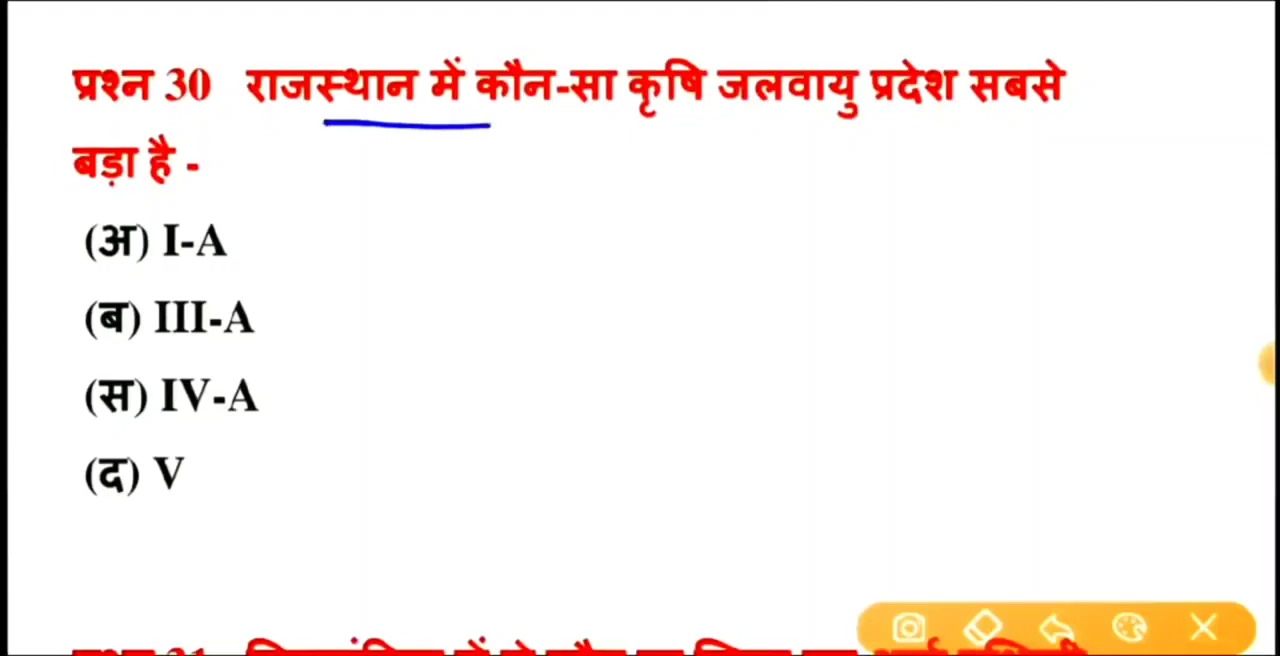 प्रश्न 30 राजस्थान में कौन-सा कृषि जलवायु प्रदेश सबसे
बड़ा है -
(अ) I-A
(ब) III-A
(स) IV-A
(द) V